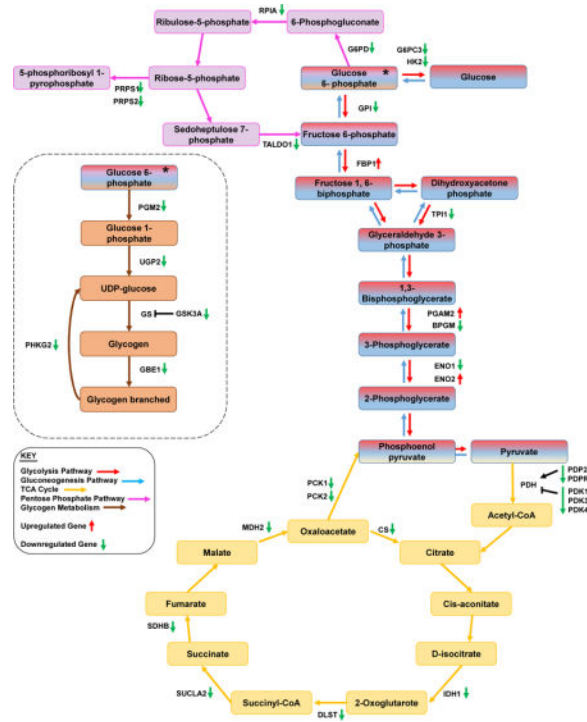 RPIA
Ribulose-5-phosphate
6-Phosphogluconate
G6PD
G6PC3
HK2
5-phosphoribosyl 1-
pyrophosphate
Ribose-5-phosphate
Glucose
6- phosphate
*
Glucose
PRPS1
PRPS2
GPI
Sedoheptulose 7-
phosphate
TALDO1
Fructose 6-phosphate
FBP1
Glucose 6-
phosphate
*
Fructose 1, 6-
biphosphate
Dihydroxyacetone
phosphate
PGM2
TPI1
Glucose 1-
phosphate
Glyceraldehyde 3-
phosphate
UGP2
UDP-glucose
1,3-
Bisphosphoglycerate
GS
GSK3A
PGAM2
BPGM
PHKG2
Glycogen
3-Phosphoglycerate
GBE1
ENO1
ENO2
Glycogen branched
2-Phosphoglycerate
KEY
Glycolysis Pathway
Gluconeogenesis Pathway
TCA Cycle
Pentose Phosphate Pathway
Glycogen Metabolism
Upregulated Gene
Downregulated Gene
Phosphoenol
pyruvate
Pyruvate
PCK1
PCK2
PDH
PDP2
PDPR
PDK1
PDK3
PDK4
Acetyl-CoA
MDH2
Oxaloacetate
CS
Malate
Citrate
Fumarate
Cis-aconitate
SDHB
Succinate
D-isocitrate
SUCLA2
IDH1
Succinyl-CoA
2-Oxoglutarote
DLST